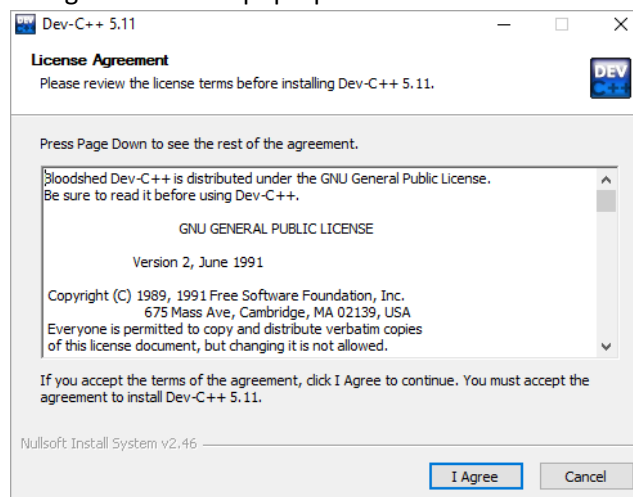 Dev-C++ 5.11
License Agreement
Please review the license terms before installing Dev-C++ 5.11.
DEV
C++
Press Page Down to see the rest of the agreement.
Bloodshed Dev-C++ is distributed under the GNU General Public License.
Be sure to read it before using Dev-C++.
GNU GENERAL PUBLIC LICENSE
Version 2, June 1991
Copyright (C) 1989, 1991 Free Software Foundation, Inc.
675 Mass Ave, Cambridge, MA 02139, USA
Everyone is permitted to copy and distribute verbatim copies
of this license document, but changing it is not allowed.
If you accept the terms of the agreement, click I Agree to continue. You must accept the
agreement to install Dev-C++ 5.11.
Nullsoft Install System v2.46
I Agree
Cancel